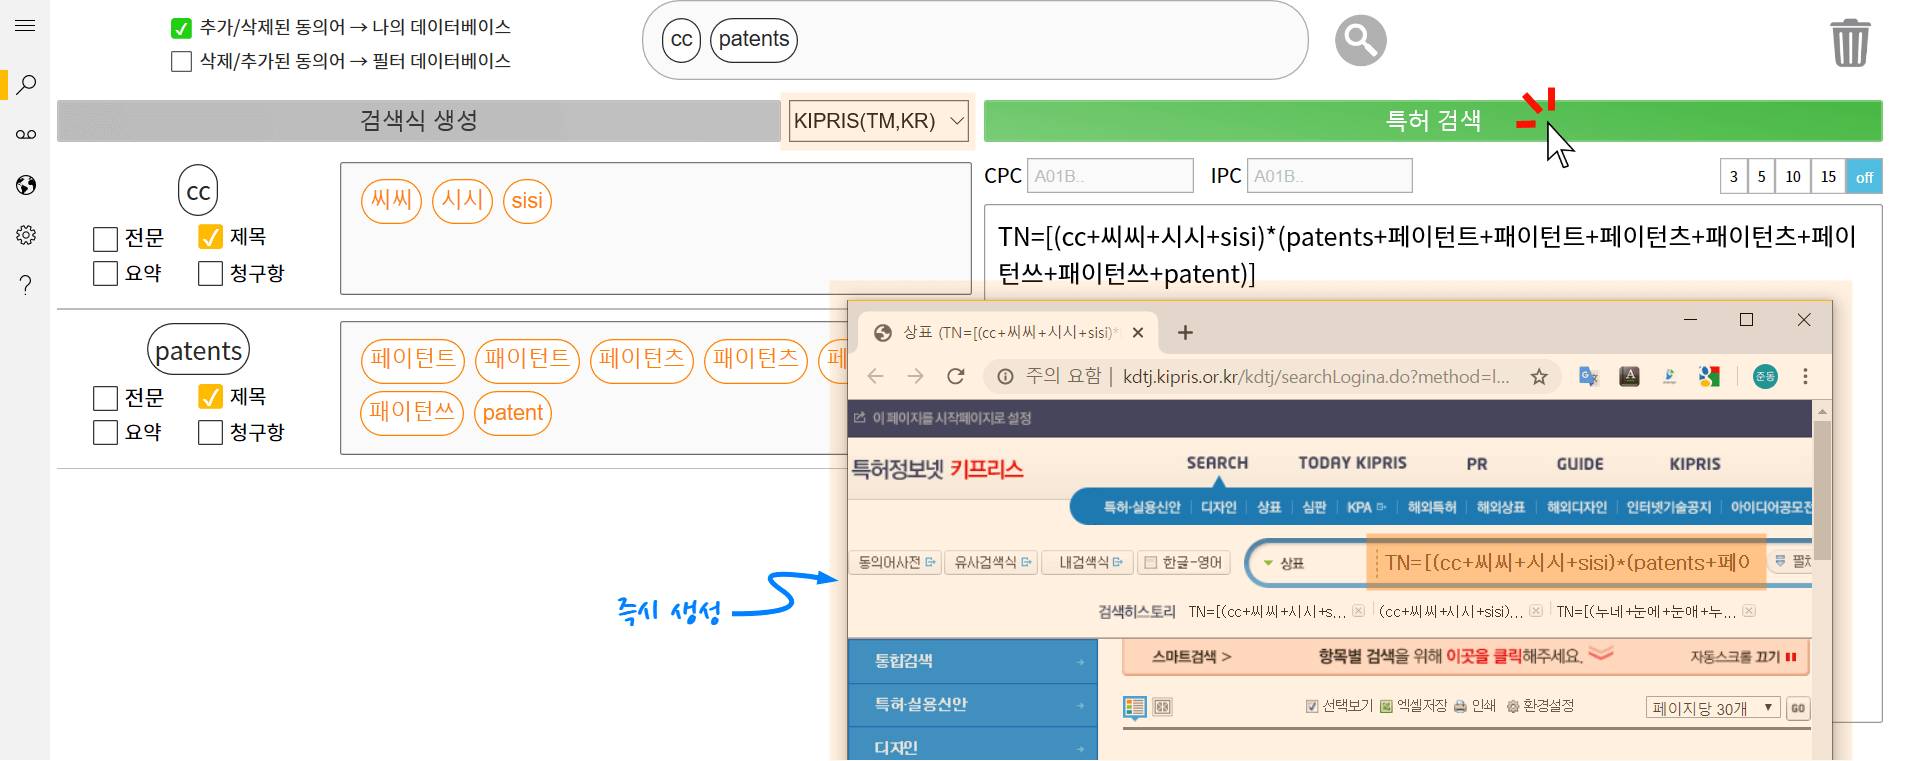 추가/삭제된 동의어 → 나의 데이터베이스
삭제/추가된 동의어 → 필터 데이터베이스
cc patents
검색식 생성
KIPRIS(TM,KR)
특허 검색
cc
전문 제목
요약 청구항
씨씨 시시 sisi
CPC A01B.. IPC A01B..
3 5 10 15 off
TN=[(cc+씨씨+시시+sisi)*(patents+페이턴트+패이턴트+페이턴츠+패이턴츠+페이
턴쓰+패이턴쓰+patent)]
patents
전문 제목
요약 청구항
페이턴트 패이턴트 페이턴츠 패이턴츠
패이턴쓰 patent
즉시 생성
상표 (TN=[(cc+씨씨+시시+sisi)*
주의 요함 | kdtj.kipris.or.kr/kdtj/searchLogina.do?method=l...
준동
이 페이지를 시작페이지로 설정
특허정보넷 키프리스
SEARCH TODAY KIPRIS PR GUIDE KIPRIS
특허·실용신안 디자인 상표 심판 KPA 해외특허 해외상표 해외디자인 인터넷기술공지 아이디어공모전
동의어사전 유사검색식 내검색식 한글-영어
상표 TN=[(cc+씨씨+시시+sisi)*(patents+페이
검색히스토리 TN=[(cc+씨씨+시시+s... (cc+씨씨+시시+sisi)... TN=[(누네+눈에+눈애+누...
통합검색
특허·실용신안
디자인
스마트검색 > 항목별 검색을 위해 이곳을 클릭해주세요. 자동스크롤 끄기
선택보기 엑셀저장 인쇄 환경설정
페이지당 30개 GO